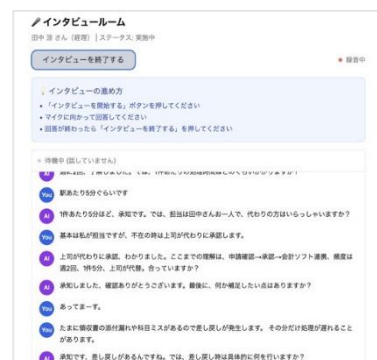 インタビュールーム
田中 涼 さん（経理） | ステータス: 実施中
インタビューを終了する
録音中
インタビューの進め方
• 「インタビューを開始する」ボタンを押してください
• マイクに向かって回答してください
• 回答が終わったら「インタビューを終了する」を押してください
待機中 (話していません)
AI
You 駅あたり5分ぐらいです
AI 1件あたり5分ほど、承知です。では、担当は田中さんお一人で、代わりの方はいらっしゃいますか？
You 基本は私が担当ですが、不在の時は上司が代わりに承認します。
AI 上司が代わりに承認、わかりました。ここまでの理解は、申請確認→承認→会計ソフト連携、頻度は
週2回、1件5分、上司が代替。合っていますか？
AI 承知しました、確認ありがとうございます。最後に、何か補足したい点はありますか？
You あってまーす。
You たまに領収書の添付漏れや科目ミスがあるので差し戻しが発生します。 その分だけ処理が遅れること
があります。
AI 承知です、差し戻しがあるんですね。では、差し戻し時は具体的に何を行いますか？